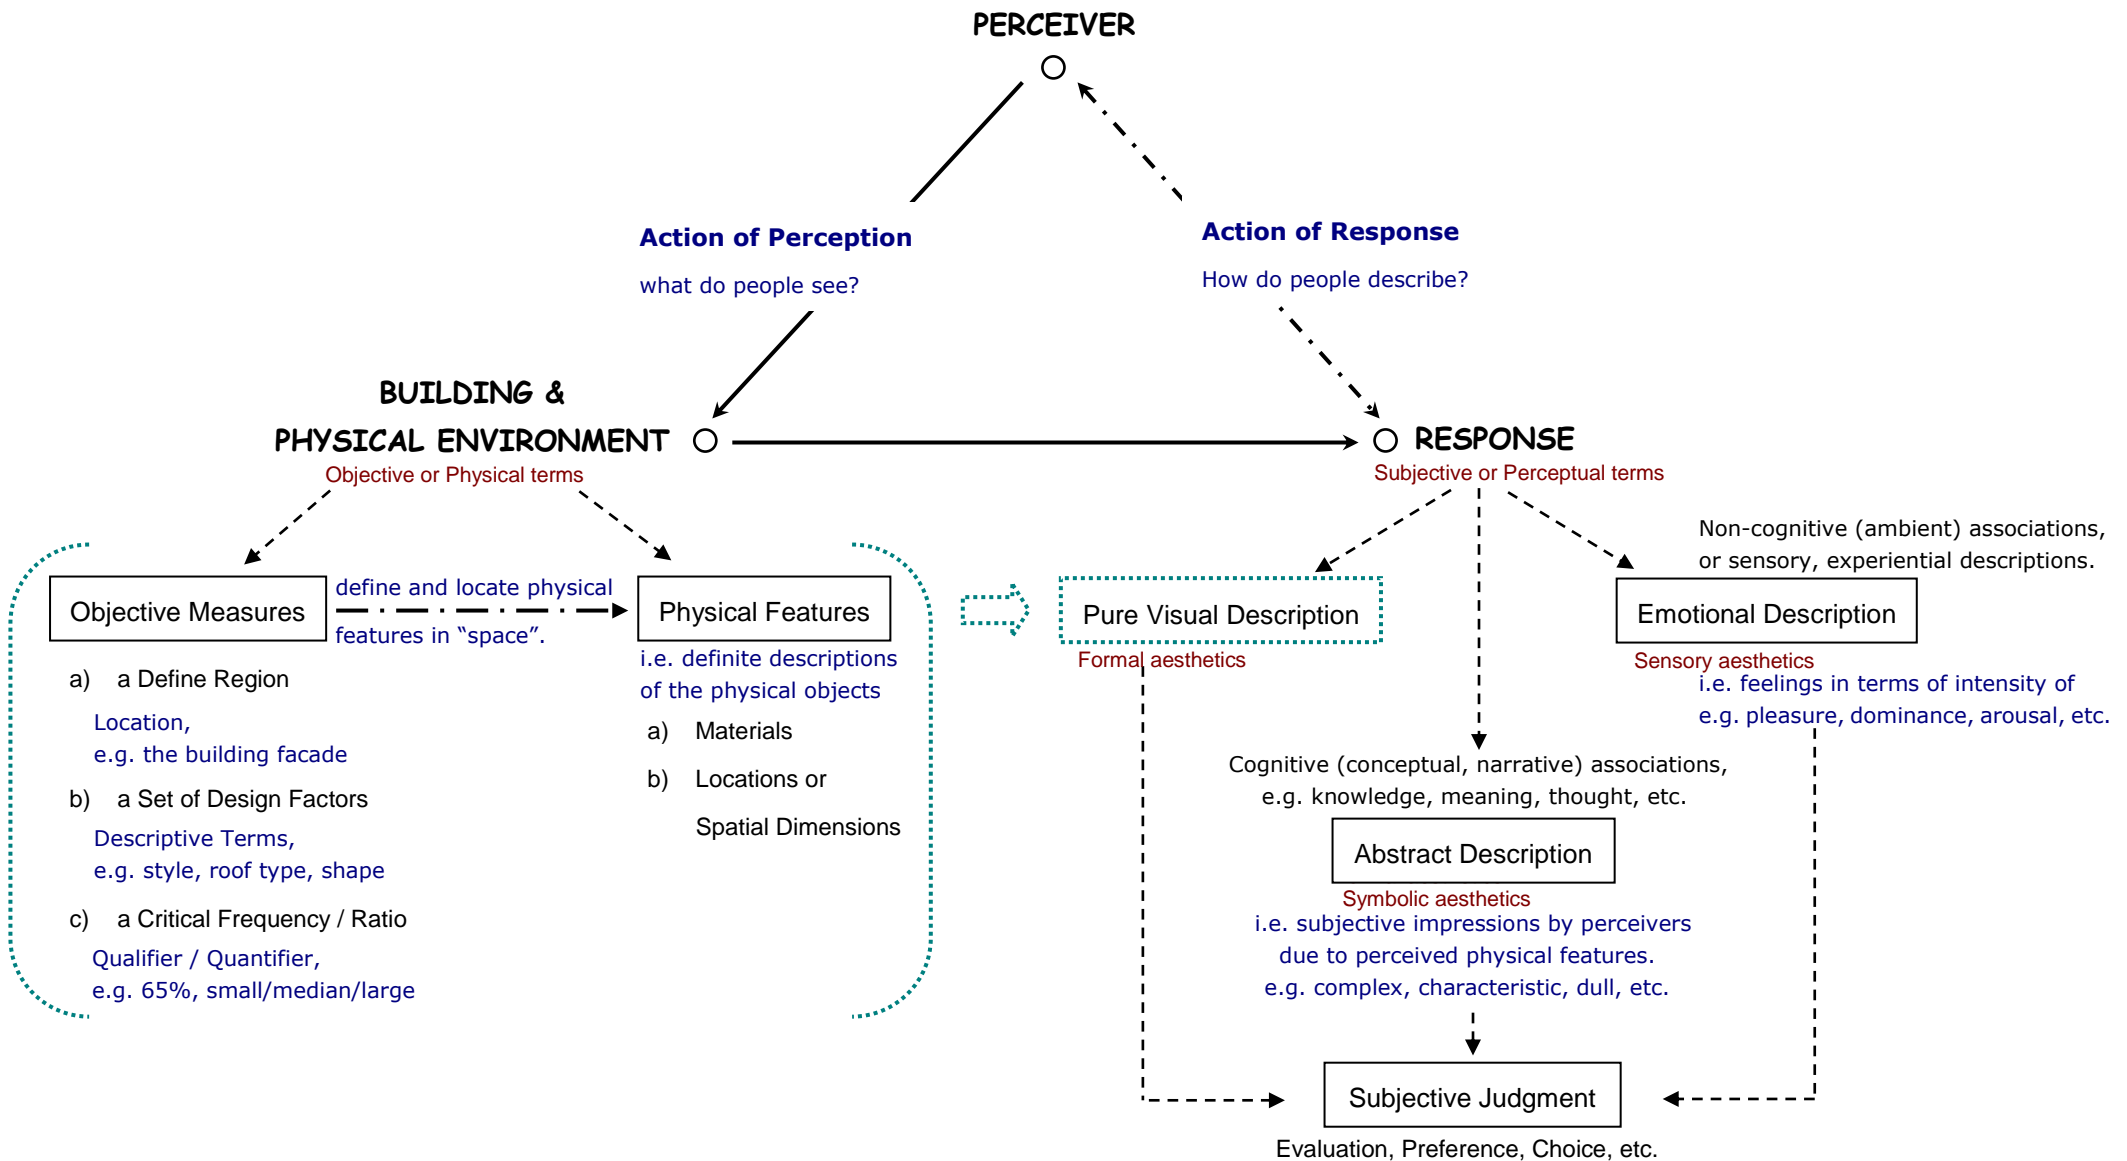 PERCEIVER
Action of Perception
what do people see?
Action of Response
How do people describe?
BUILDING &
PHYSICAL ENVIRONMENT
Objective or Physical terms
RESPONSE
Subjective or Perceptual terms
Objective Measures
define and locate physical
features in “space”.
Physical Features
i.e. definite descriptions
of the physical objects
a) Materials
b) Locations or
Spatial Dimensions
a) a Define Region
Location,
e.g. the building facade
b) a Set of Design Factors
Descriptive Terms,
e.g. style, roof type, shape
c) a Critical Frequency / Ratio
Qualifier / Quantifier,
e.g. 65%, small/median/large
Pure Visual Description
Formal aesthetics
Non-cognitive (ambient) associations,
or sensory, experiential descriptions.
Emotional Description
Sensory aesthetics
i.e. feelings in terms of intensity of
e.g. pleasure, dominance, arousal, etc.
Cognitive (conceptual, narrative) associations,
e.g. knowledge, meaning, thought, etc.
Abstract Description
Symbolic aesthetics
i.e. subjective impressions by perceivers
due to perceived physical features.
e.g. complex, characteristic, dull, etc.
Subjective Judgment
Evaluation, Preference, Choice, etc.